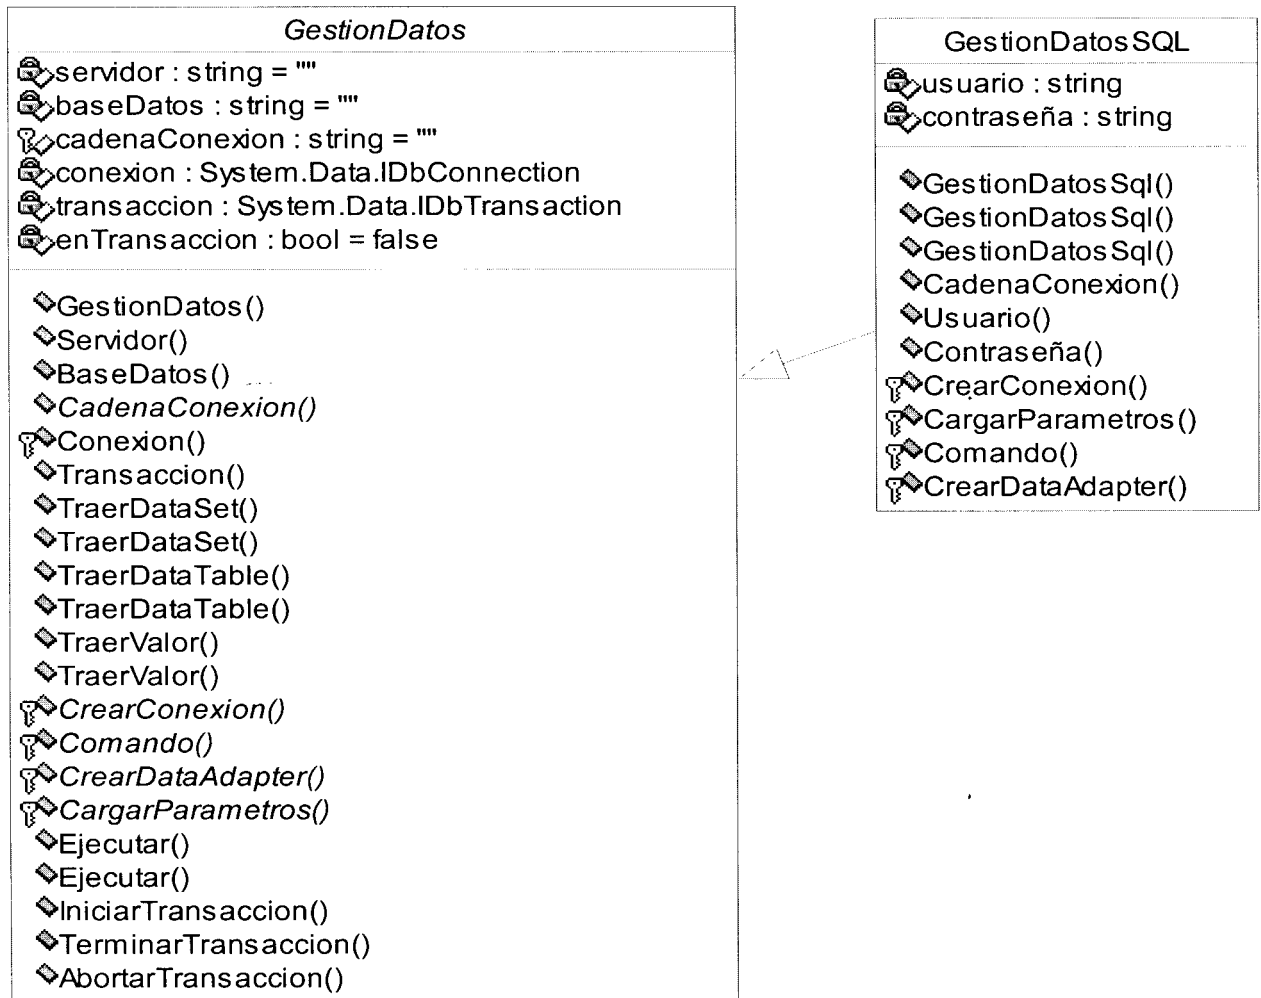 GestionDatos
servidor : string = ""
baseDatos : string = ""
cadenaConexion : string = ""
conexion : System.Data.IDbConnection
transaccion : System.Data.IDbTransaction
enTransaccion : bool = false
GestionDatos()
Servidor()
BaseDatos()
CadenaConexion()
Conexion()
Transaccion()
TraerDataSet()
TraerDataSet()
TraerDataTable()
TraerDataTable()
TraerValor()
TraerValor()
CrearConexion()
Comando()
CrearDataAdapter()
CargarParametros()
Ejecutar()
Ejecutar()
IniciarTransaccion()
TerminarTransaccion()
AbortarTransaccion()
GestionDatosSQL
usuario : string
contraseña : string
GestionDatosSql()
GestionDatosSql()
GestionDatosSql()
CadenaConexion()
Usuario()
Contraseña()
CrearConexion()
CargarParametros()
Comando()
CrearDataAdapter()